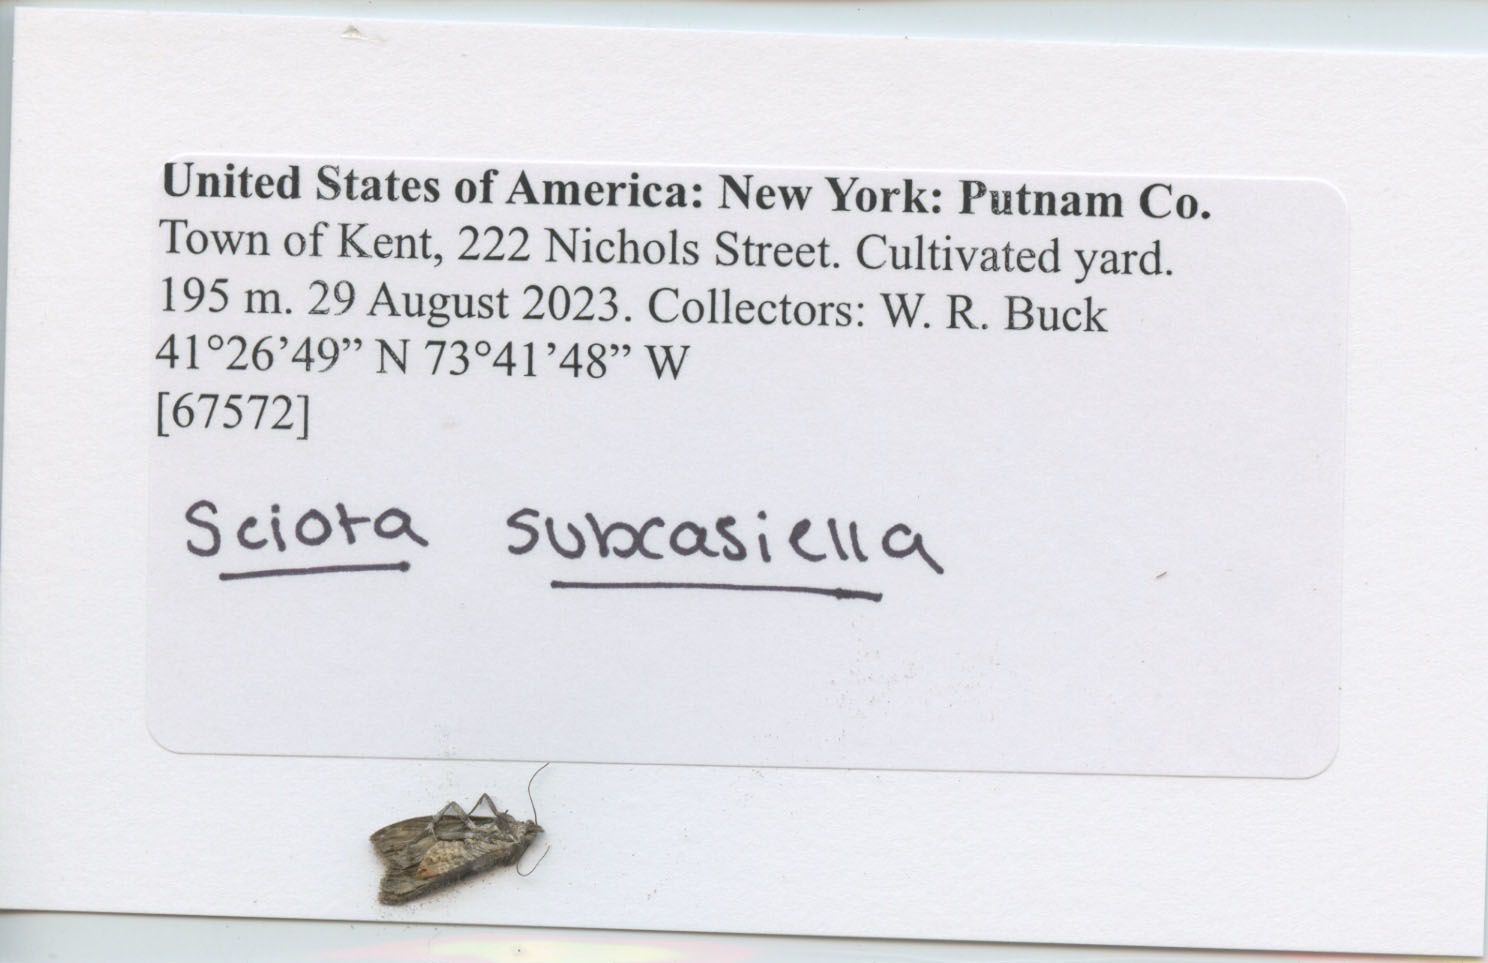 United States of America: New York: Putnam Co.
Town of Kent, 222 Nichols Street. Cultivated yard.
195 m. 29 August 2023. Collectors: W. R. Buck
41°26’49” N 73°41’48” W
[67572]
Sciota subcasiella